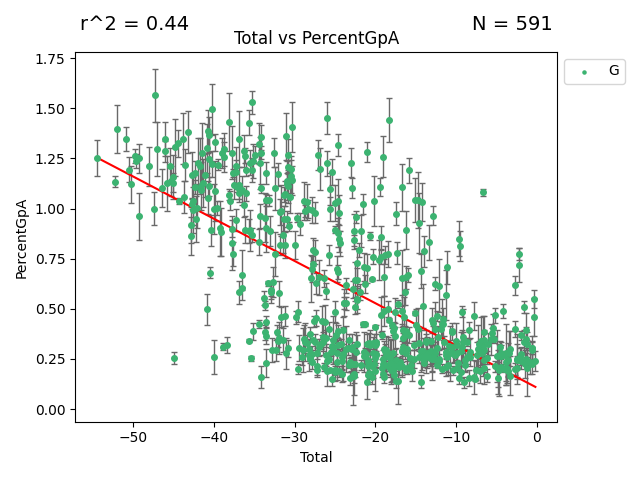 r^2 = 0.44
N = 591
Total vs PercentGpA
G
1.75
1.50
1.25
1.00
0.75
0.50
0.25
0.00
PercentGpA
−50 −40 −30 −20 −10 0
Total